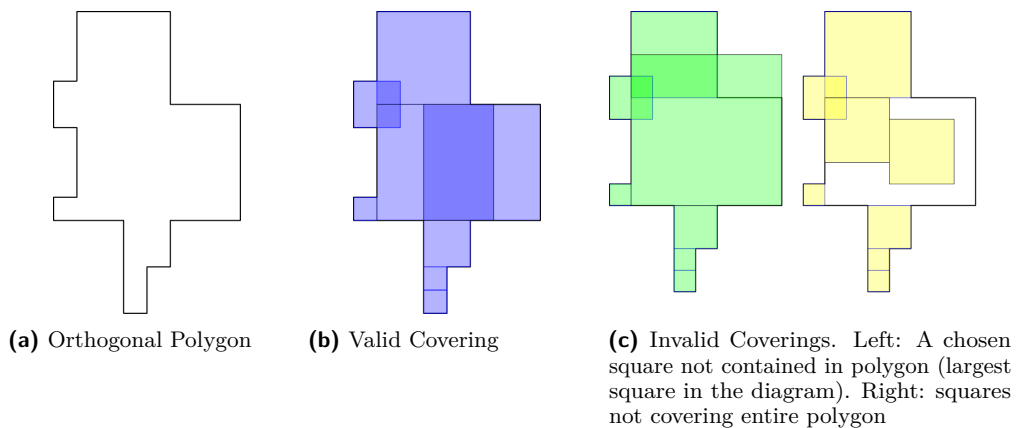 (a) Orthogonal Polygon
(b) Valid Covering
(c) Invalid Coverings. Left: A chosen
square not contained in polygon (largest
square in the diagram). Right: squares
not covering entire polygon